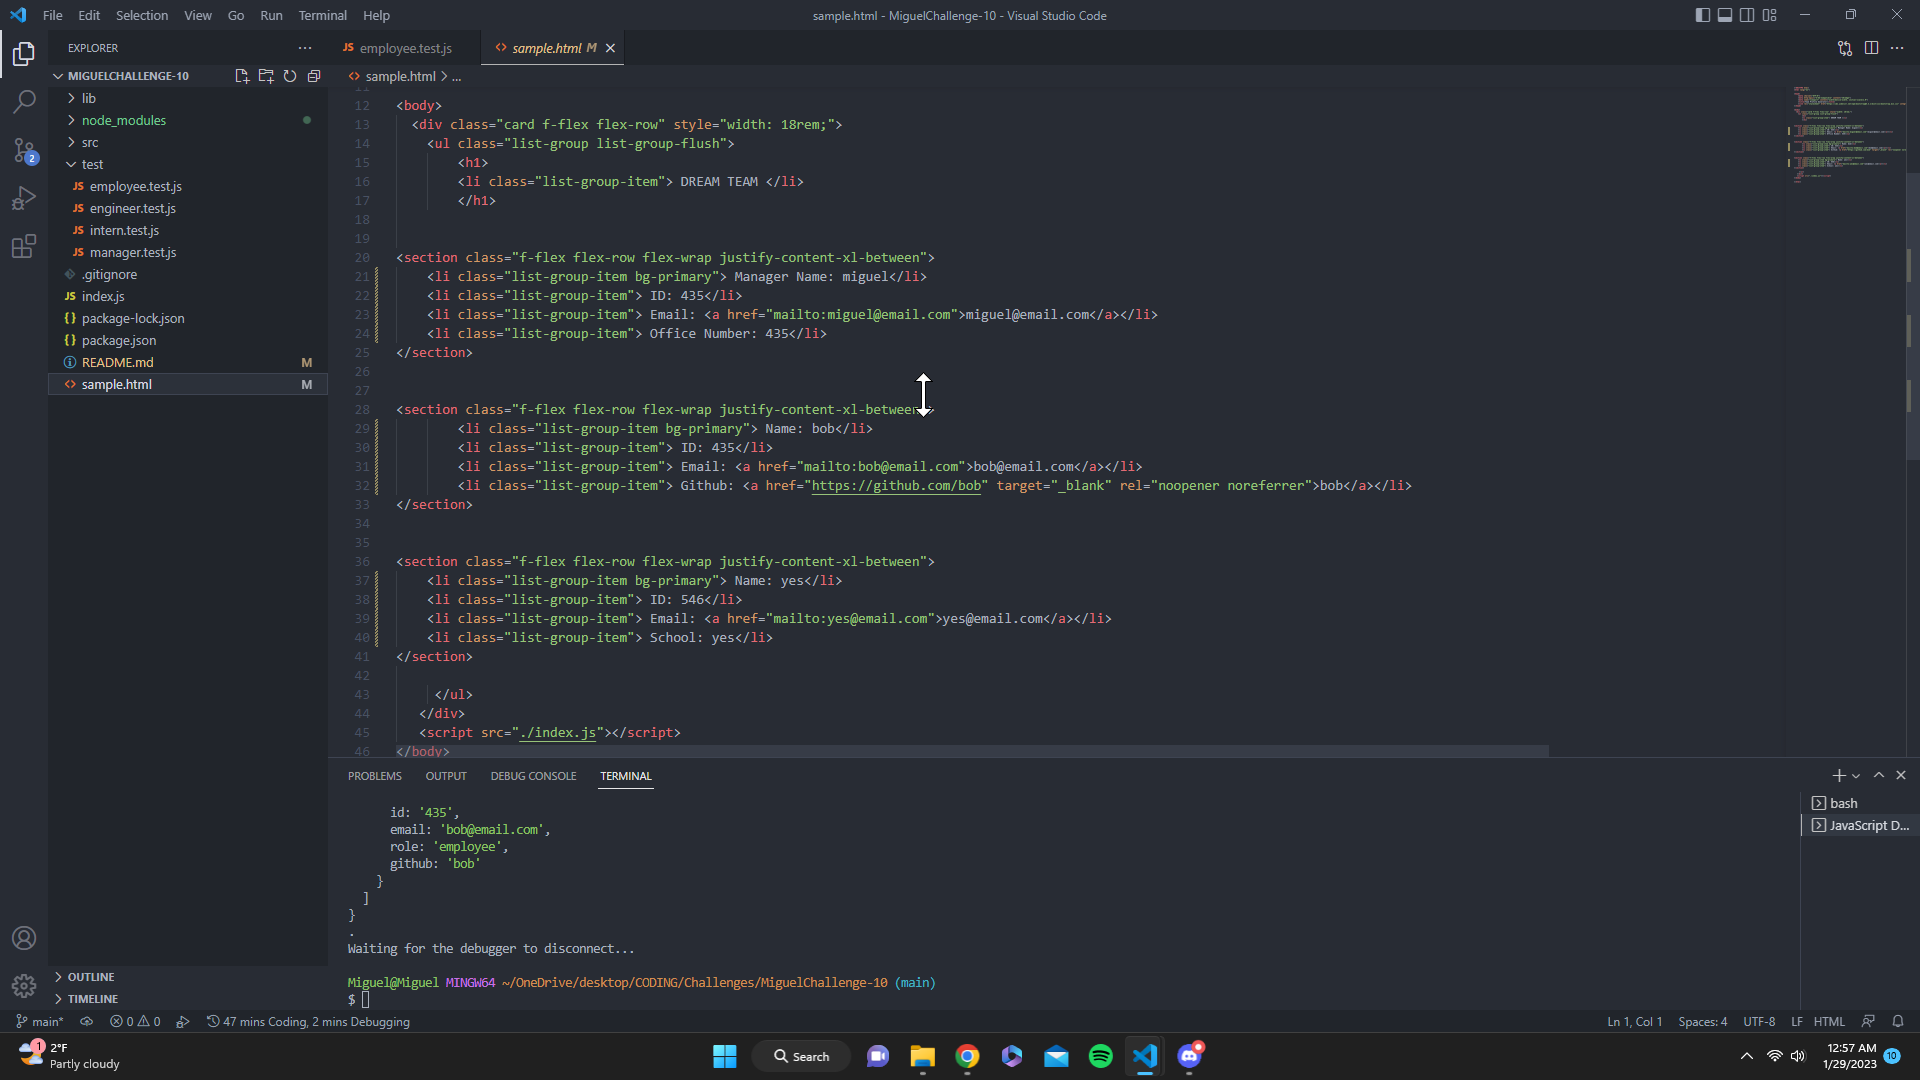 File Edit Selection View Go Run Terminal Help
sample.html - MiguelChallenge-10 - Visual Studio Code
EXPLORER
JS employee.test.js
<> sample.html M
MIGUELCHALLENGE-10
<> sample.html > ...
lib
node_modules
src
test
JS employee.test.js
JS engineer.test.js
JS intern.test.js
JS manager.test.js
.gitignore
JS index.js
{} package-lock.json
{} package.json
README.md M
<> sample.html M
2
OUTLINE
TIMELINE
11
12 <body>
13 <div class="card f-flex flex-row" style="width: 18rem;">
14 <ul class="list-group list-group-flush">
15 <h1>
16 <li class="list-group-item"> DREAM TEAM </li>
17 </h1>
18
19
20 <section class="f-flex flex-row flex-wrap justify-content-xl-between">
21 <li class="list-group-item bg-primary"> Manager Name: miguel</li>
22 <li class="list-group-item"> ID: 435</li>
23 <li class="list-group-item"> Email: <a href="mailto:miguel@email.com">miguel@email.com</a></li>
24 <li class="list-group-item"> Office Number: 435</li>
25 </section>
26
27
28 <section class="f-flex flex-row flex-wrap justify-content-xl-between">
29 <li class="list-group-item bg-primary"> Name: bob</li>
30 <li class="list-group-item"> ID: 435</li>
31 <li class="list-group-item"> Email: <a href="mailto:bob@email.com">bob@email.com</a></li>
32 <li class="list-group-item"> Github: <a href="https://github.com/bob" target="_blank" rel="noopener noreferrer">bob</a></li>
33 </section>
34
35
36 <section class="f-flex flex-row flex-wrap justify-content-xl-between">
37 <li class="list-group-item bg-primary"> Name: yes</li>
38 <li class="list-group-item"> ID: 546</li>
39 <li class="list-group-item"> Email: <a href="mailto:yes@email.com">yes@email.com</a></li>
40 <li class="list-group-item"> School: yes</li>
41 </section>
42
43 </ul>
44 </div>
45 <script src="./index.js"></script>
46 </body>
PROBLEMS OUTPUT DEBUG CONSOLE TERMINAL
id: '435',
email: 'bob@email.com',
role: 'employee',
github: 'bob'
}
]
}
.
Waiting for the debugger to disconnect...
Miguel@Miguel MINGW64 ~/OneDrive/desktop/CODING/Challenges/MiguelChallenge-10 (main)
$
bash
JavaScript D...
main* 0 0 47 mins Coding, 2 mins Debugging
Ln 1, Col 1 Spaces: 4 UTF-8 LF HTML
1
2°F
Partly cloudy
Search
12:57 AM
1/29/2023
10